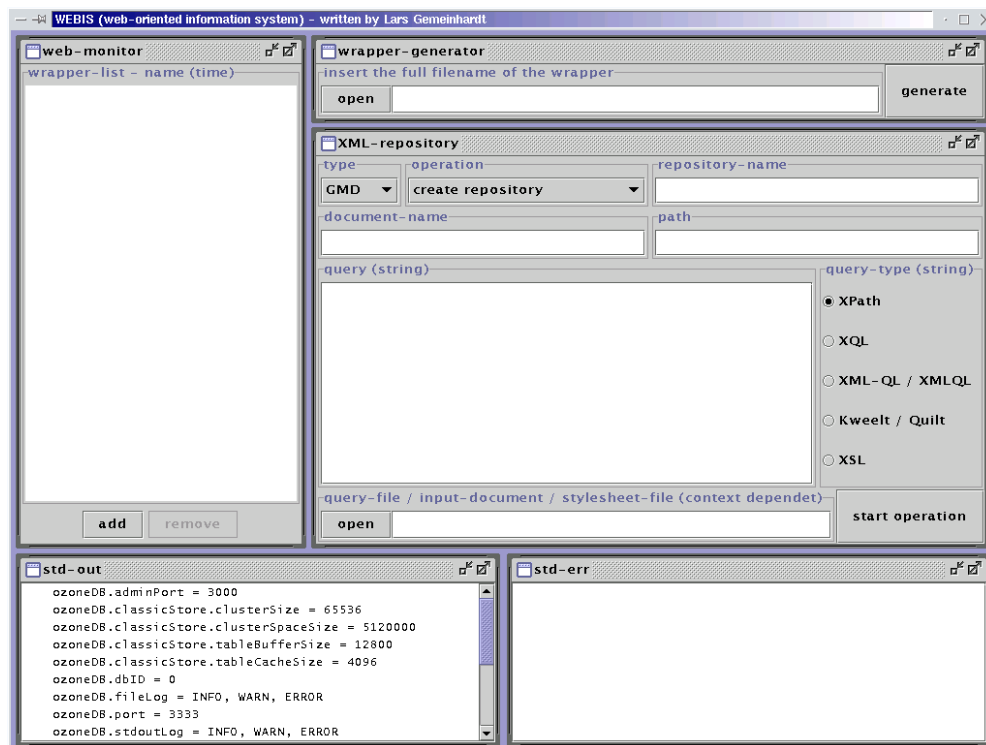 WEBIS (web-oriented information system) - written by Lars Gemeinhardt
web-monitor
wrapper-list - name (time)
add
remove
wrapper-generator
insert the full filename of the wrapper
open
generate
XML-repository
type
operation
repository-name
GMD
create repository
document-name
path
query (string)
query-type (string)
XPath
XQL
XML-QL / XMLQL
Kweelt / Quilt
XSL
query-file / input-document / stylesheet-file (context dependet)
open
start operation
std-out
ozoneDB.adminPort = 3000
ozoneDB.classicStore.clusterSize = 65536
ozoneDB.classicStore.clusterSpaceSize = 5120000
ozoneDB.classicStore.tableBufferSize = 12800
ozoneDB.classicStore.tableCacheSize = 4096
ozoneDB.dbID = 0
ozoneDB.fileLog = INFO, WARN, ERROR
ozoneDB.port = 3333
ozoneDB.stdoutLog = INFO, WARN, ERROR
std-err